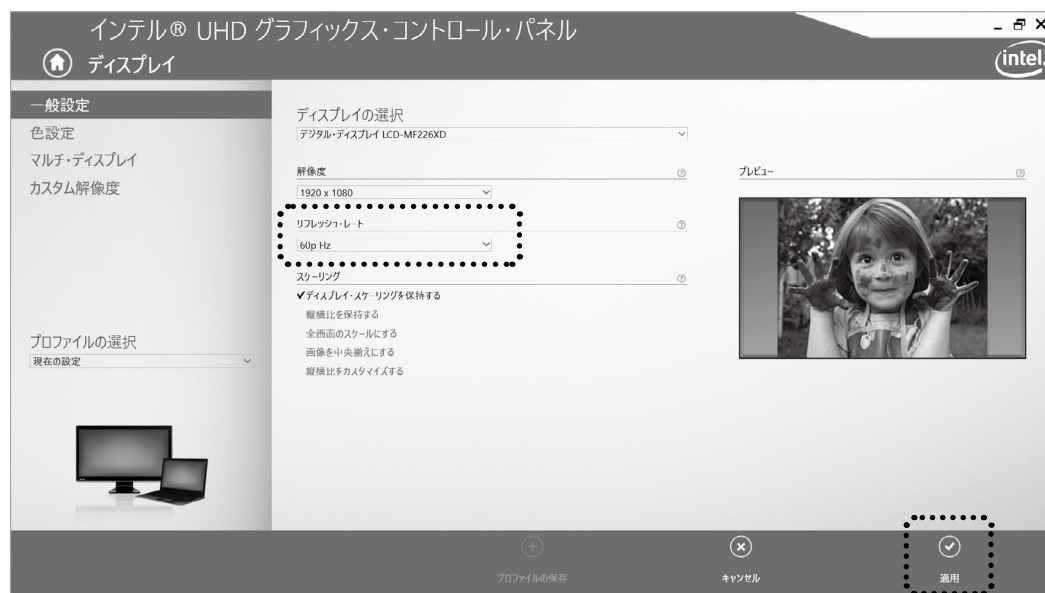 インテル® UHD グラフィックス・コントロール・パネル
ディスプレイ
intel.
一般設定
色設定
マルチ・ディスプレイ
カスタム解像度
プロファイルの選択
現在の設定
ディスプレイの選択
デジタル・ディスプレイ LCD-MF226XD
解像度
1920 x 1080
リフレッシュ・レート
60p Hz
スケーリング
✔ディスプレイ・スケーリングを保持する
縦横比を保持する
全画面のスケールにする
画像を中央揃えにする
縦横比をカスタマイズする
プレビュー
プロファイルの保存
キャンセル
適用